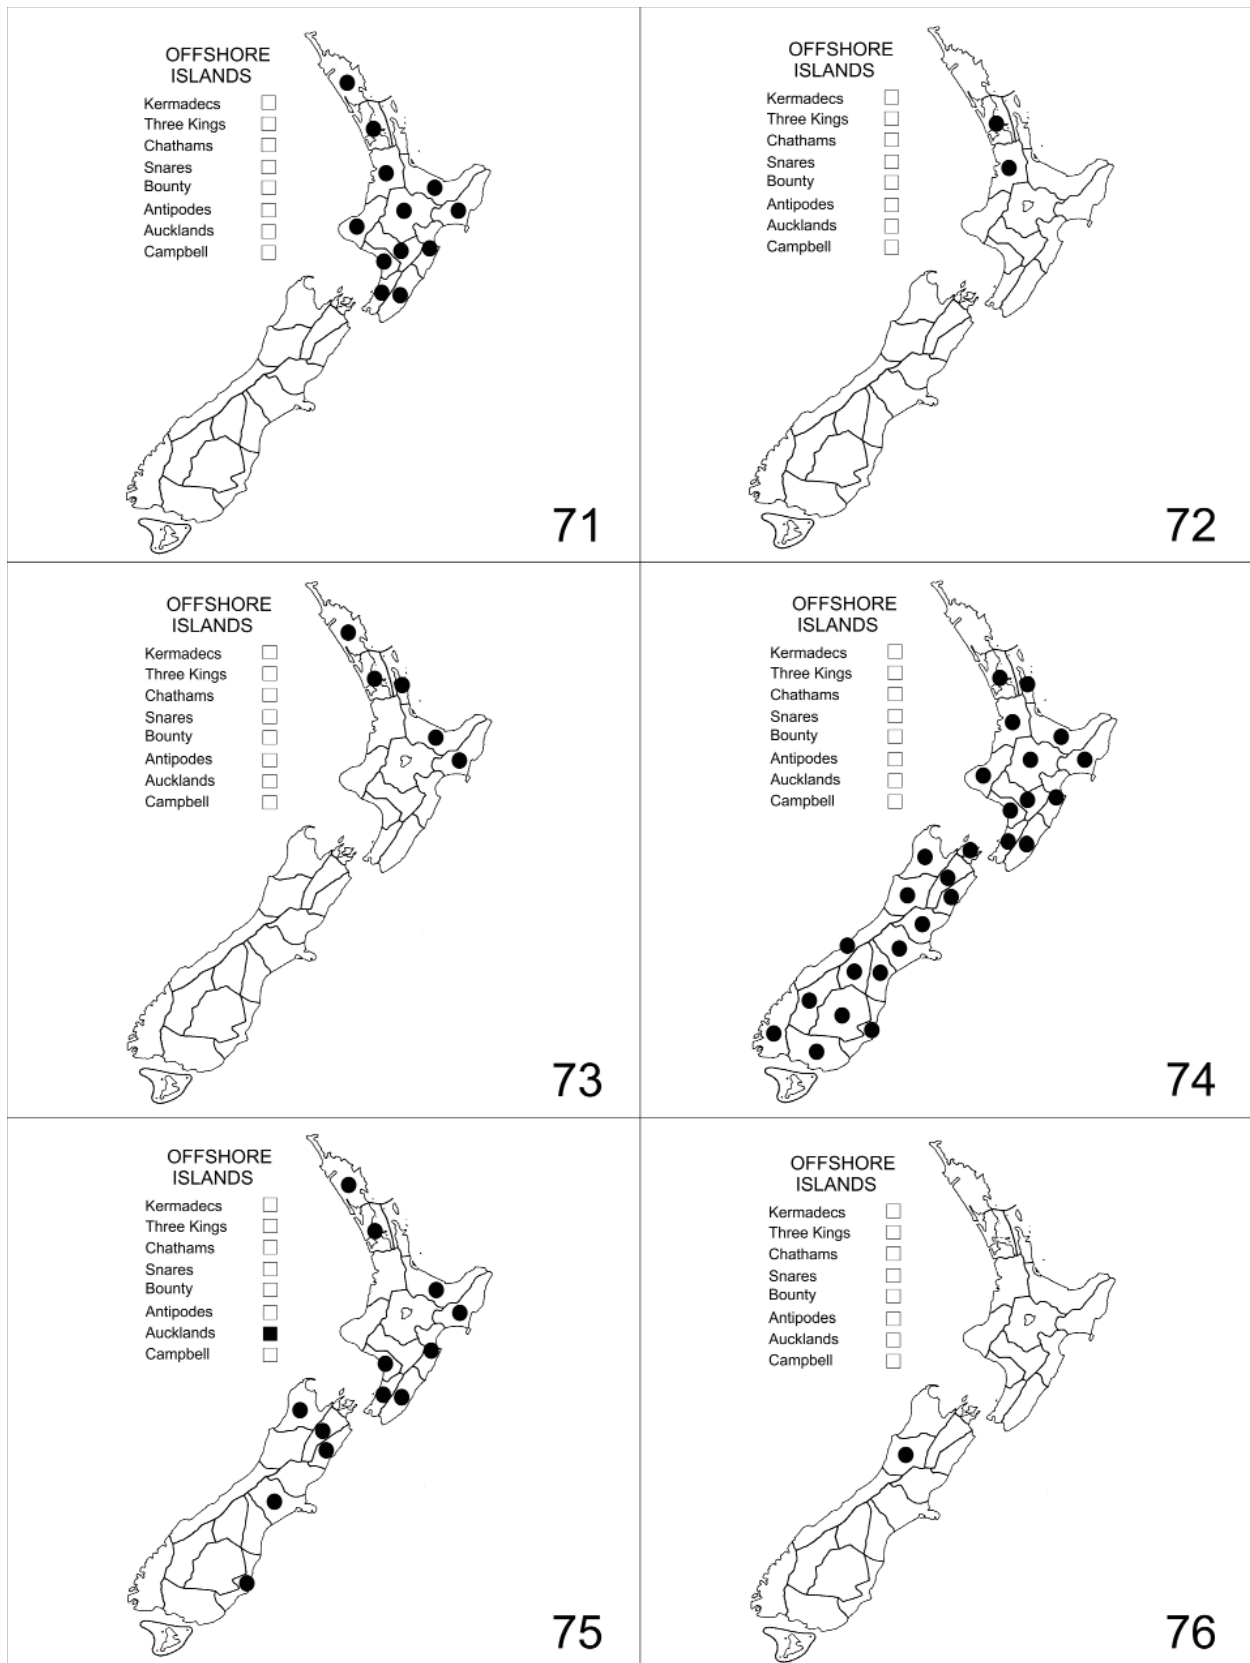 OFFSHORE
ISLANDS
Kermadecs
Three Kings
Chathams
Snares
Bounty
Antipodes
Aucklands
Campbell
71
OFFSHORE
ISLANDS
Kermadecs
Three Kings
Chathams
Snares
Bounty
Antipodes
Aucklands
Campbell
72
OFFSHORE
ISLANDS
Kermadecs
Three Kings
Chathams
Snares
Bounty
Antipodes
Aucklands
Campbell
73
OFFSHORE
ISLANDS
Kermadecs
Three Kings
Chathams
Snares
Bounty
Antipodes
Aucklands
Campbell
74
OFFSHORE
ISLANDS
Kermadecs
Three Kings
Chathams
Snares
Bounty
Antipodes
Aucklands
Campbell
75
OFFSHORE
ISLANDS
Kermadecs
Three Kings
Chathams
Snares
Bounty
Antipodes
Aucklands
Campbell
76